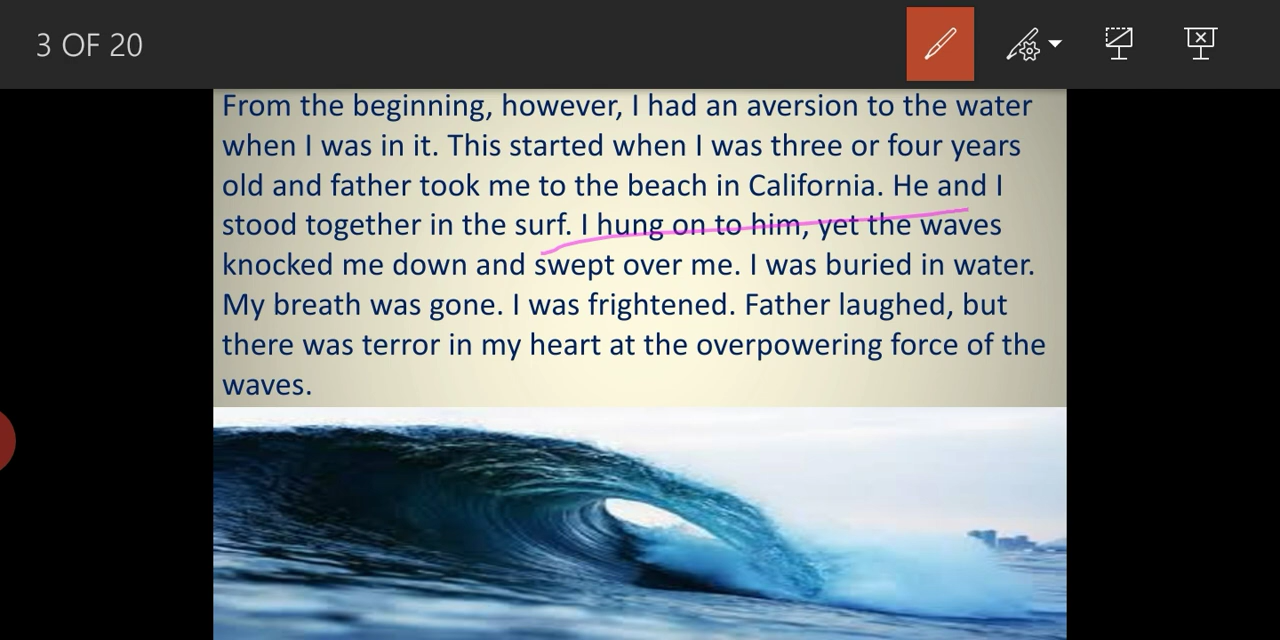 3 OF 20
From the beginning, however, I had an aversion to the water
when I was in it. This started when I was three or four years
old and father took me to the beach in California. He and I
stood together in the surf. I hung on to him, yet the waves
knocked me down and swept over me. I was buried in water.
My breath was gone. I was frightened. Father laughed, but
there was terror in my heart at the overpowering force of the
waves.